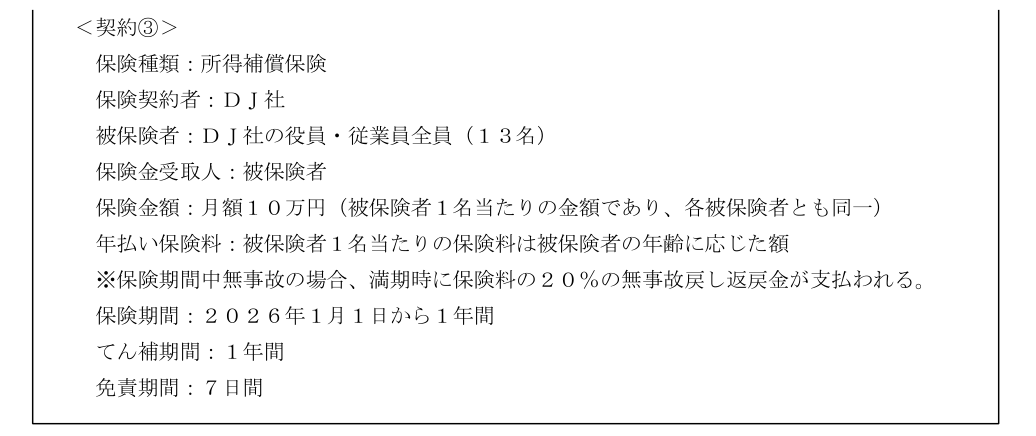 ＜契約③＞
保険種類：所得補償保険
保険契約者：ＤＪ社
被保険者：ＤＪ社の役員・従業員全員（１３名）
保険金受取人：被保険者
保険金額：月額１０万円（被保険者１名当たりの金額であり、各被保険者とも同一）
年払い保険料：被保険者１名当たりの保険料は被保険者の年齢に応じた額
※保険期間中無事故の場合、満期時に保険料の２０％の無事故戻し返戻金が支払われる。
保険期間：２０２６年１月１日から１年間
てん補期間：１年間
免責期間：７日間